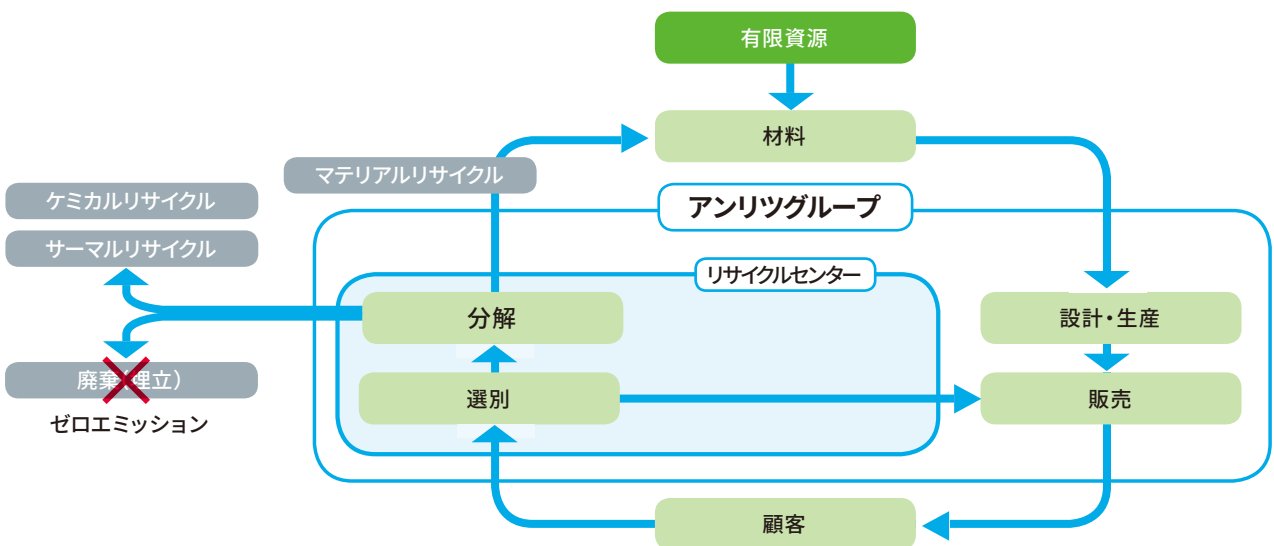 有限資源
材料
マテリアルリサイクル
ケミカルリサイクル
サーマルリサイクル
アンリツグループ
リサイクルセンター
分解
設計・生産
廃棄(埋立)
ゼロエミッション
選別
販売
顧客